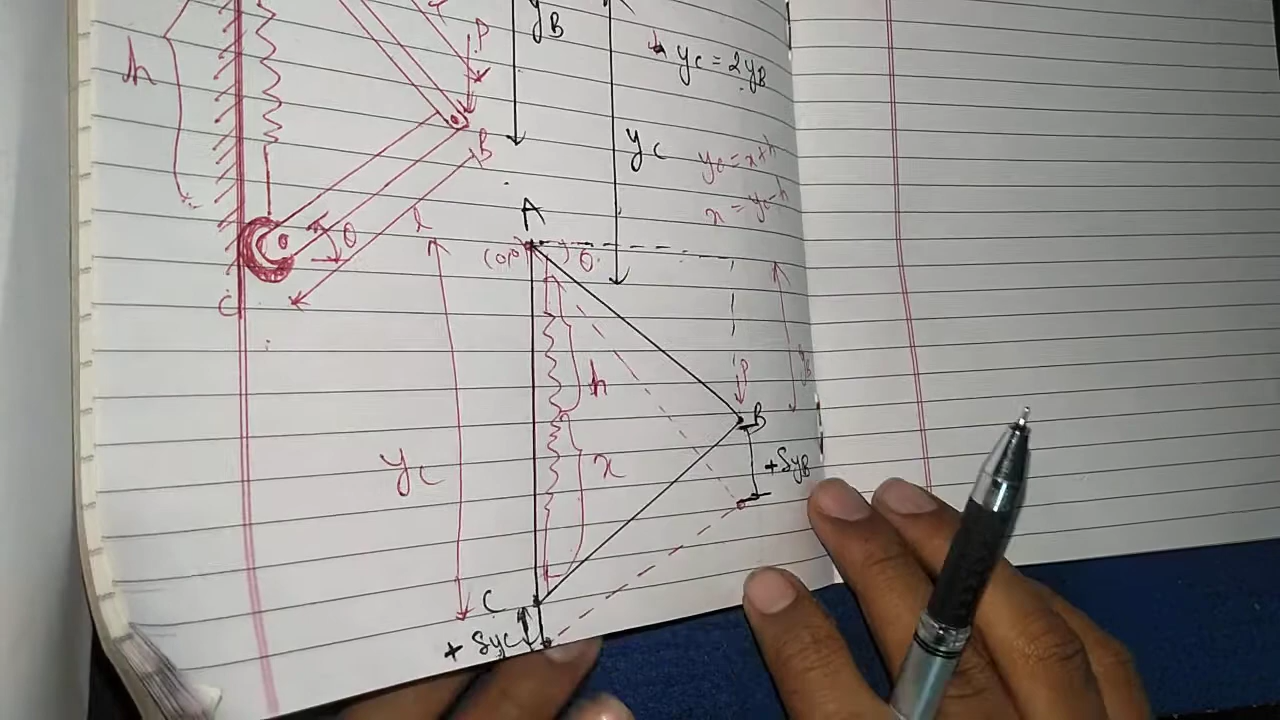 h
P
B
θ
l
C
yB
yC = 2yB
yC
yC = x+h
x = yC-h
A
(0,0)
θ
h
P
yB
B
+δyB
yC
x
C
+ δyC